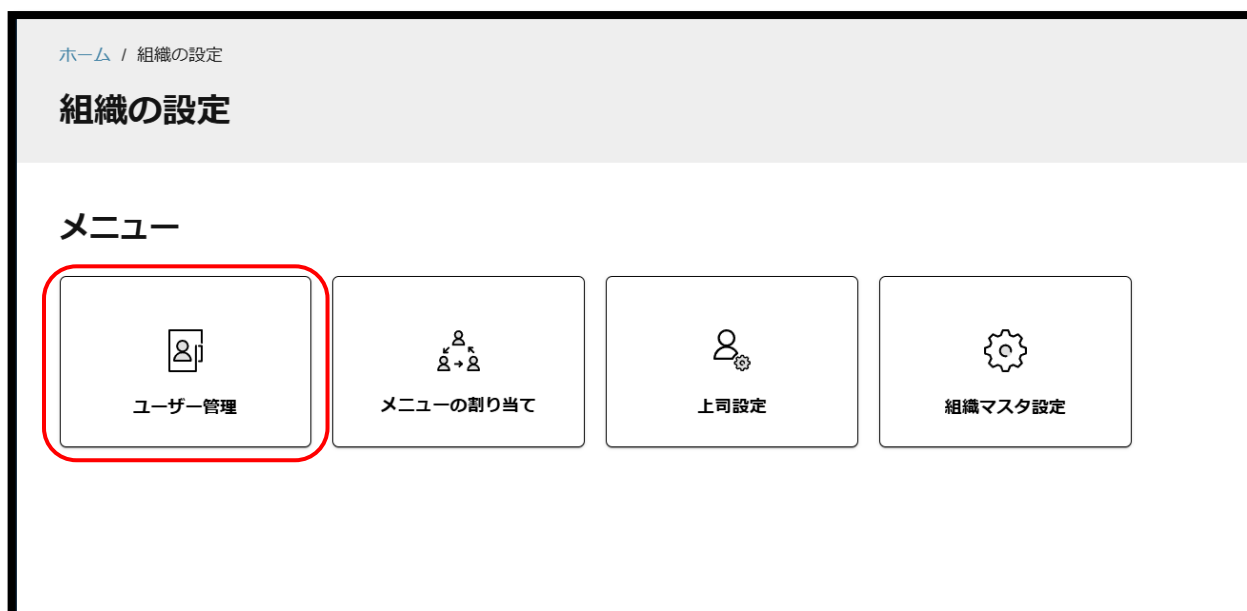 ホーム / 組織の設定
組織の設定
メニュー
ユーザー管理
メニューの割り当て
上司設定
組織マスタ設定